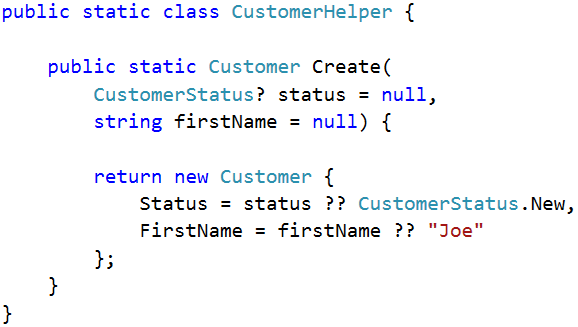 public static class CustomerHelper {
public static Customer Create(
CustomerStatus? status = null,
string firstName = null) {
return new Customer {
Status = status ?? CustomerStatus.New,
FirstName = firstName ?? "Joe"
};
}
}